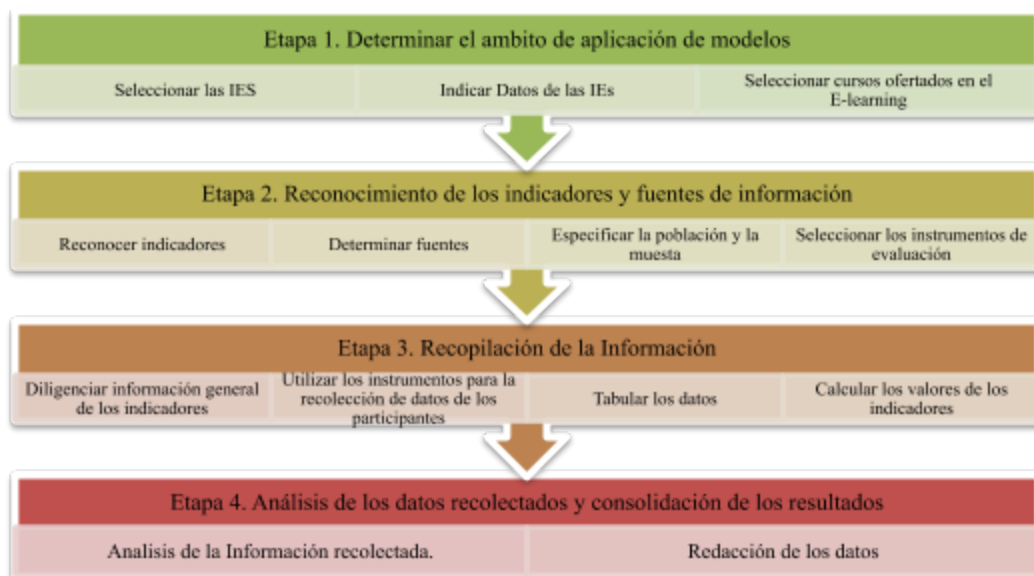 Etapa 1. Determinar el ambito de aplicación de modelos
Seleccionar las IES
Indicar Datos de las IEs
Seleccionar cursos ofertados en el
E-learning
Etapa 2. Reconocimiento de los indicadores y fuentes de información
Reconocer indicadores
Determinar fuentes
Especificar la población y la
muesta
Seleccionar los instrumentos de
evaluación
Etapa 3. Recopilación de la Información
Diligenciar información general
de los indicadores
Utilizar los instrumentos para la
recolección de datos de los
participantes
Tabular los datos
Calcular los valores de los
indicadores
Etapa 4. Análisis de los datos recolectados y consolidación de los resultados
Analisis de la Información recolectada.
Redacción de los datos